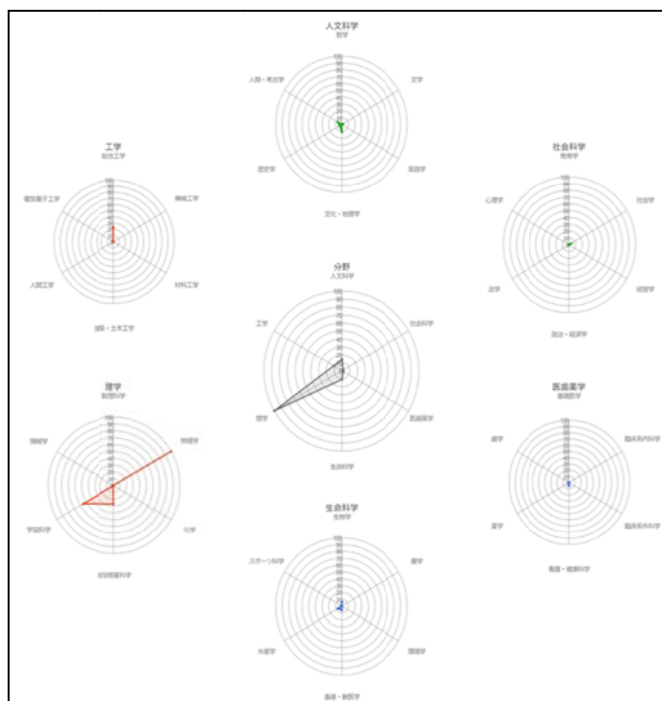 人文科学
哲学
人類・考古学
文学
歴史学
言語学
文化・地理学
工学
総合工学
電気電子工学
機械工学
人間工学
材料工学
建築・土木工学
社会科学
教育学
心理学
社会学
法学
経営学
政治・経済学
分野
人文科学
工学
社会科学
理学
医歯薬学
生命科学
理学
数理科学
情報学
物理学
宇宙科学
化学
地球惑星科学
医歯薬学
基礎医学
歯学
臨床系内科学
薬学
臨床系外科学
看護・健康科学
生命科学
生物学
スポーツ科学
農学
水産学
環境学
畜産・獣医学